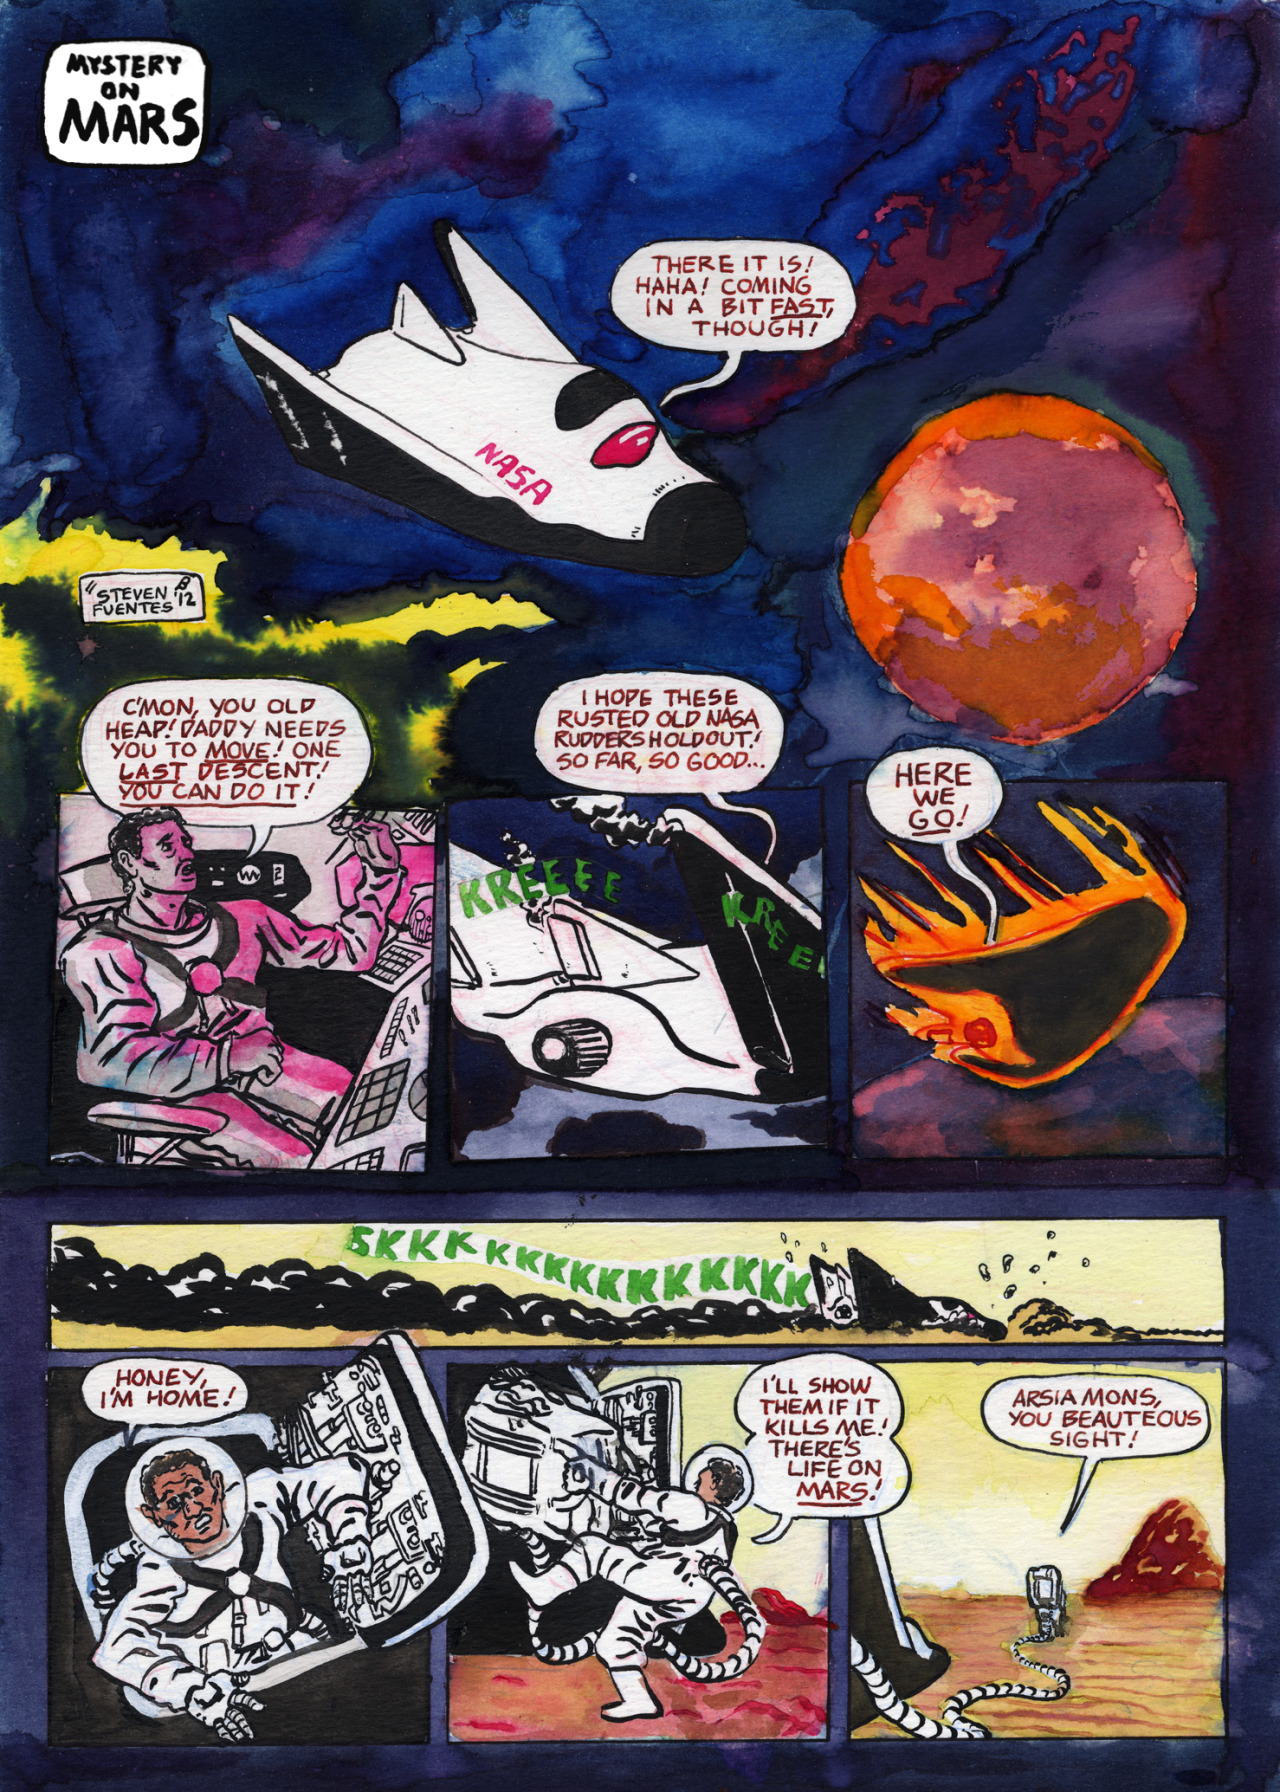 MYSTERY
ON
MARS
THERE IT IS!
HAHA! COMING
IN A BIT FAST,
THOUGH!
NASA
"STEVEN
FUENTES '12
C'MON, YOU OLD
HEAP! DADDY NEEDS
YOU TO MOVE! ONE
LAST DESCENT!
YOU CAN DO IT!
I HOPE THESE
RUSTED OLD NASA
RUDDERS HOLD OUT!
SO FAR, SO GOOD...
KREEEE
KREEE
HERE
WE
GO!
SKKKKKKKKKKKKKKK
HONEY,
I'M HOME!
I'LL SHOW
THEM IF IT
KILLS ME!
THERE'S
LIFE ON
MARS!
ARSIA MONS,
YOU BEAUTEOUS
SIGHT!